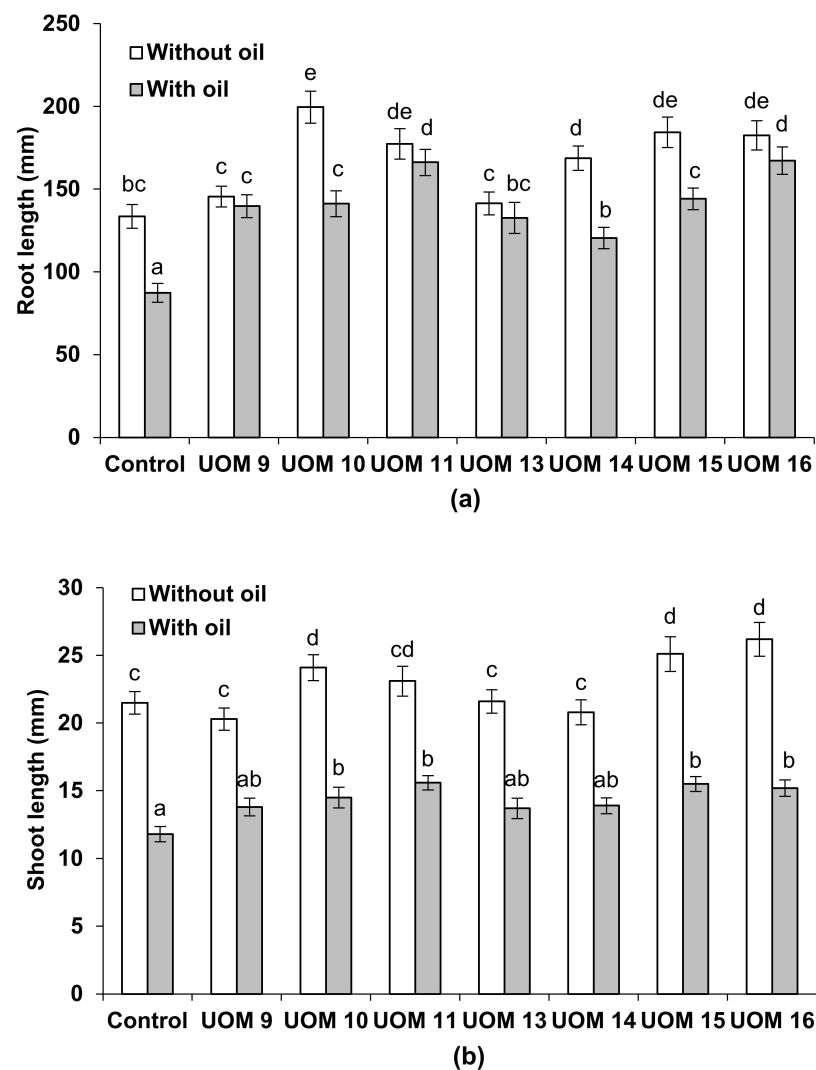 250
200
150
100
50
0
Root length (mm)
Without oil
With oil
bc a c c e c de d c bc d b de c de d
Control UOM 9 UOM 10 UOM 11 UOM 13 UOM 14 UOM 15 UOM 16
(a)
30
25
20
15
10
5
0
Shoot length (mm)
Without oil
With oil
c a c ab d b cd b c ab c ab d b d b
Control UOM 9 UOM 10 UOM 11 UOM 13 UOM 14 UOM 15 UOM 16
(b)